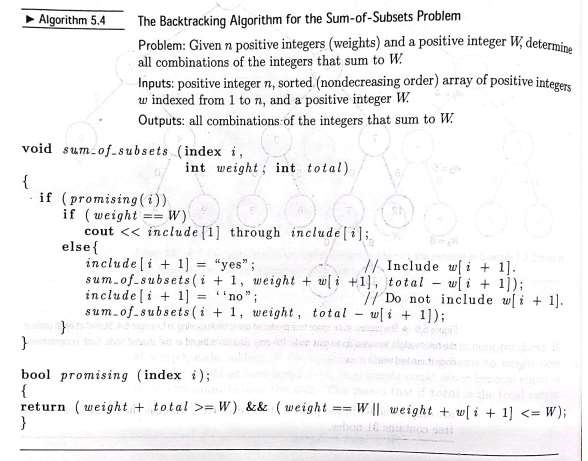 ▶ Algorithm 5.4 The Backtracking Algorithm for the Sum-of-Subsets Problem
Problem: Given n positive integers (weights) and a positive integer W, determine
all combinations of the integers that sum to W.
Inputs: positive integer n, sorted (nondecreasing order) array of positive integers
w indexed from 1 to n, and a positive integer W.
Outputs: all combinations of the integers that sum to W.
void sum_of_subsets (index i,
int weight, int total)
{
if (promising(i))
if (weight == W)
cout << include[1] through include[i];
else{
include[i + 1] = "yes"; // Include w[i + 1].
sum_of_subsets(i + 1, weight + w[i +1], total - w[i + 1]);
include[i + 1] = ''no"; // Do not include w[i + 1].
sum_of_subsets(i + 1, weight, total - w[i + 1]);
}
}
bool promising (index i);
{
return (weight + total >= W) && (weight == W || weight + w[i + 1] <= W);
}